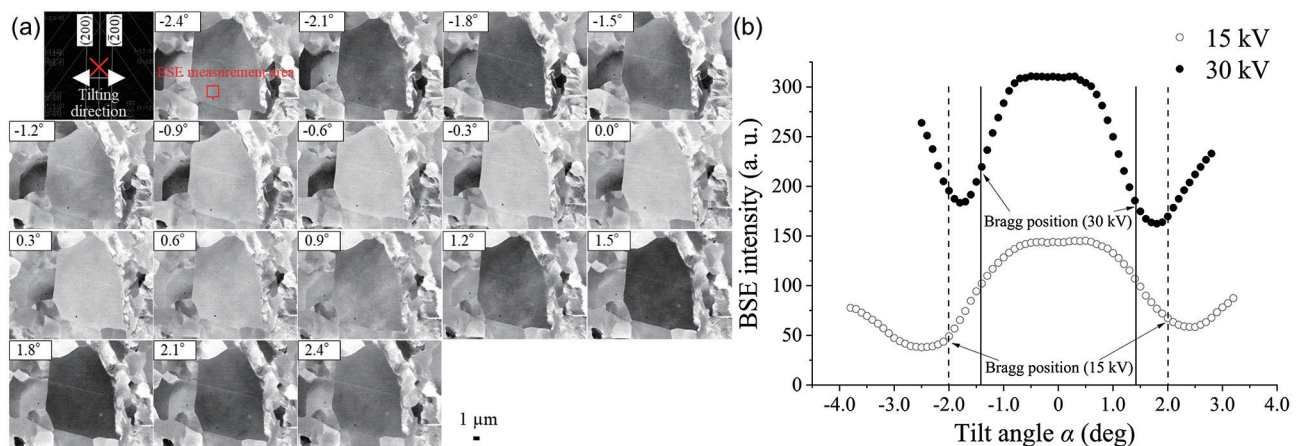 (a)
(200)
(2̄00)
Tilting
direction
-2.4°
BSE measurement area
-2.1°
-1.8°
-1.5°
-1.2°
-0.9°
-0.6°
-0.3°
0.0°
0.3°
0.6°
0.9°
1.2°
1.5°
1.8°
2.1°
2.4°
1 µm
(b)
15 kV
30 kV
BSE intensity (a. u.)
300
250
200
150
100
50
0
Bragg position (30 kV)
Bragg position (15 kV)
-4.0 -3.0 -2.0 -1.0 0.0 1.0 2.0 3.0 4.0
Tilt angle α (deg)